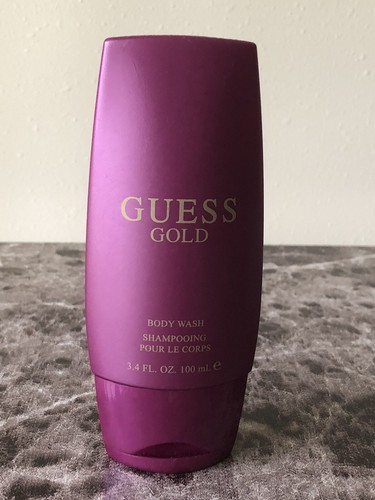 GUESS
GOLD
BODY WASH
SHAMPOOING
POUR LE CORPS
3.4 FL. OZ. 100 mL ℮